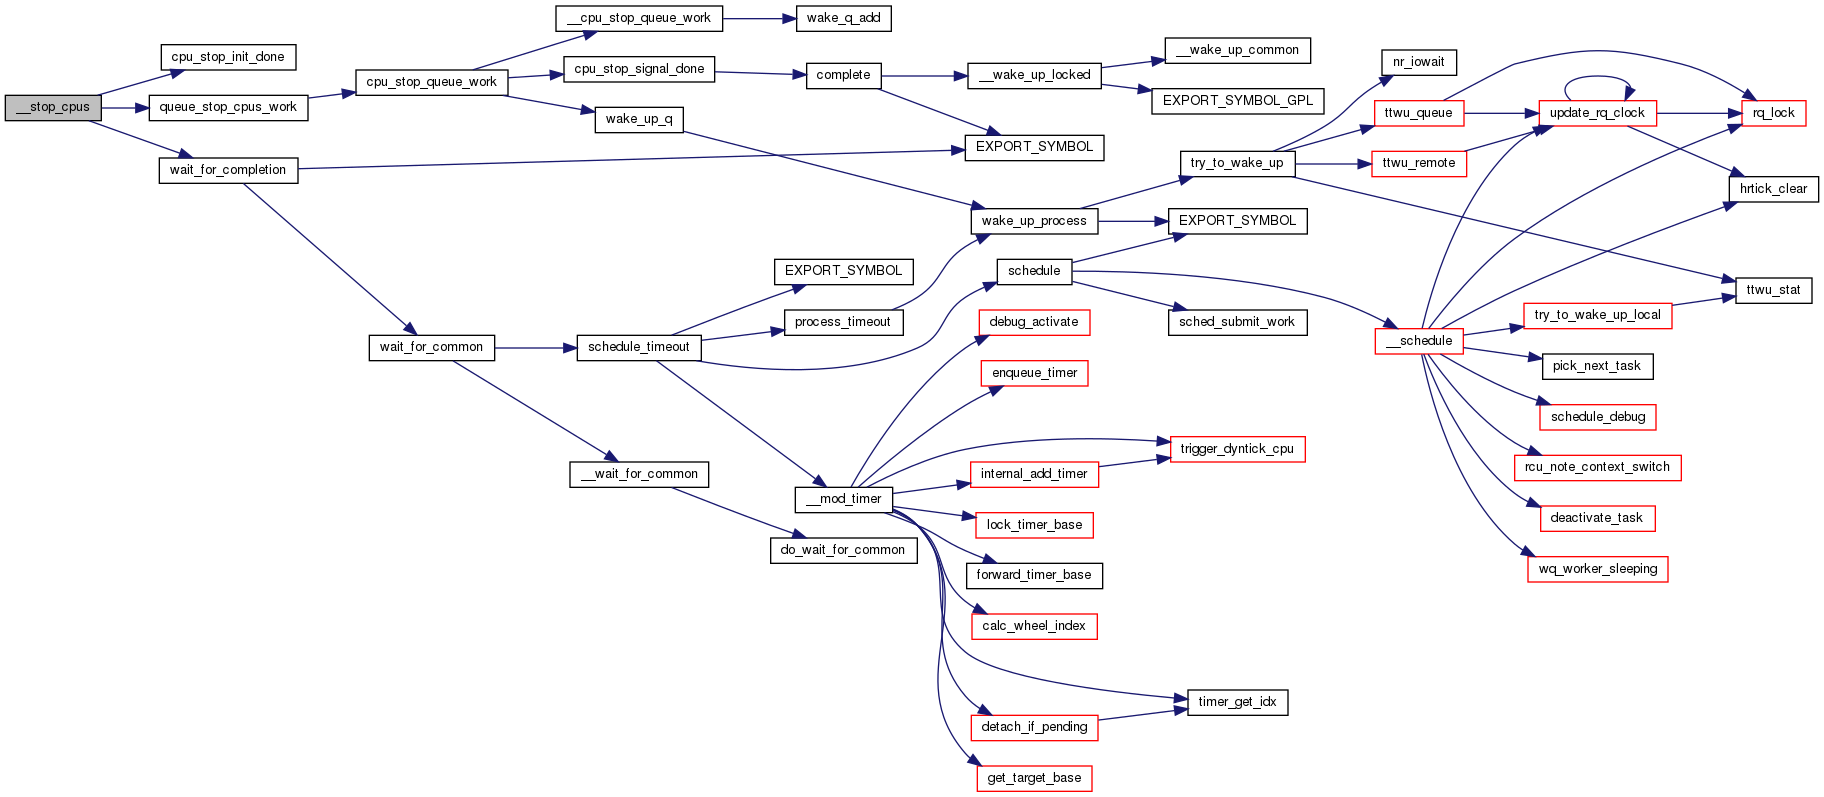 __stop_cpus
cpu_stop_init_done
queue_stop_cpus_work
wait_for_completion
cpu_stop_queue_work
wait_for_common
__cpu_stop_queue_work
cpu_stop_signal_done
wake_up_q
schedule_timeout
__wait_for_common
wake_q_add
complete
EXPORT_SYMBOL
process_timeout
__mod_timer
do_wait_for_common
__wake_up_locked
EXPORT_SYMBOL
wake_up_process
schedule
debug_activate
enqueue_timer
internal_add_timer
lock_timer_base
forward_timer_base
calc_wheel_index
detach_if_pending
get_target_base
__wake_up_common
EXPORT_SYMBOL_GPL
try_to_wake_up
EXPORT_SYMBOL
sched_submit_work
trigger_dyntick_cpu
timer_get_idx
nr_iowait
ttwu_queue
ttwu_remote
__schedule
update_rq_clock
try_to_wake_up_local
pick_next_task
schedule_debug
rcu_note_context_switch
deactivate_task
wq_worker_sleeping
rq_lock
hrtick_clear
ttwu_stat